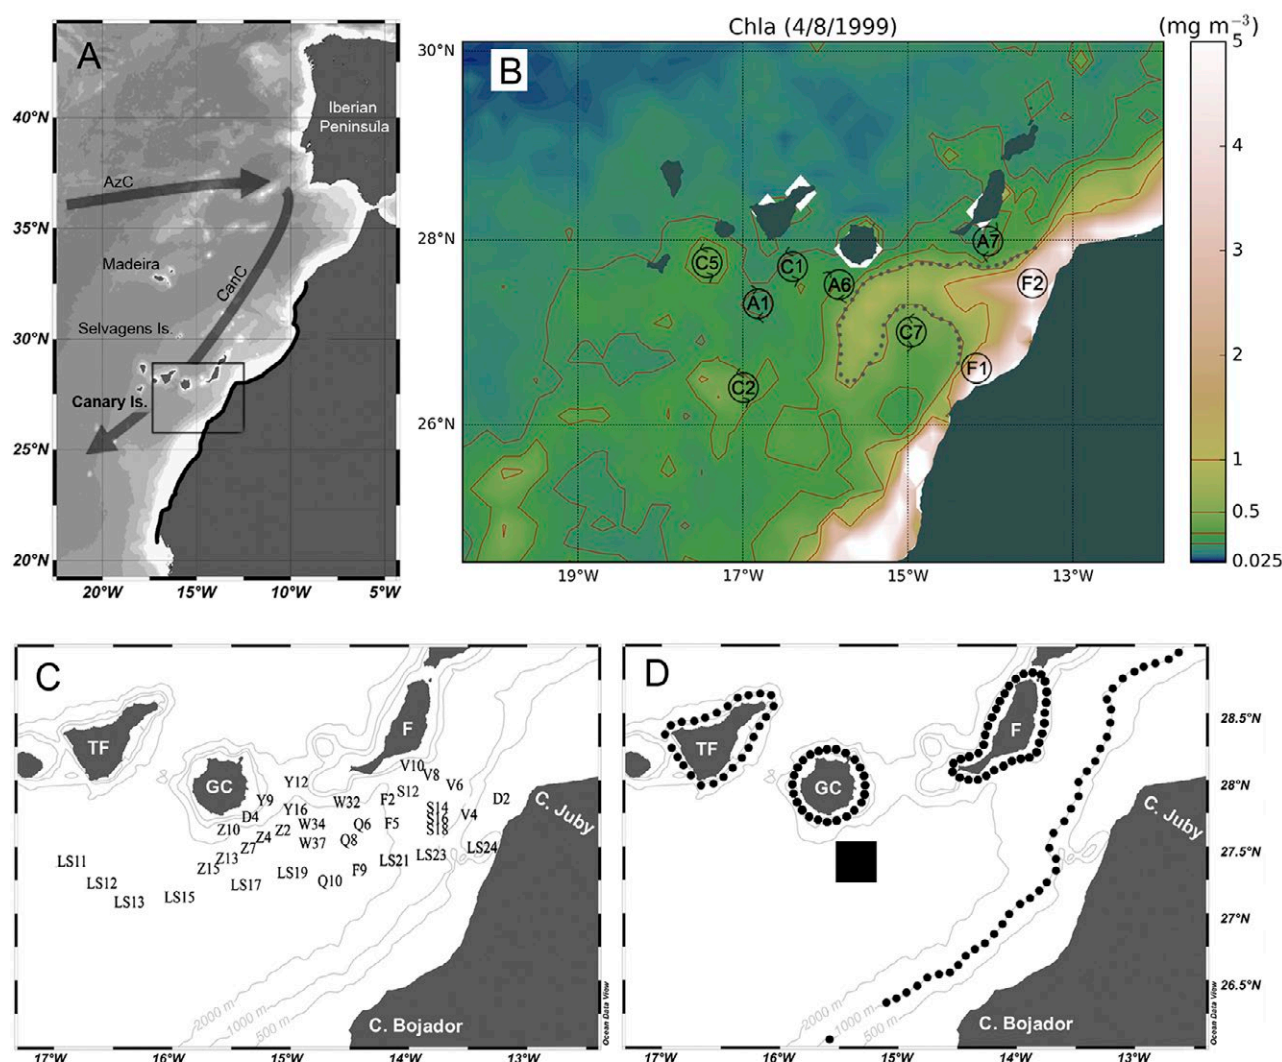 A
40°N
35°N
30°N
25°N
20°N
20°W
15°W
10°W
5°W
Iberian
Peninsula
AzC
Madeira
CanC
Selvagens Is.
Canary Is.
Chla (4/8/1999)
(mg m⁻³)
B
30°N
28°N
26°N
19°W
17°W
15°W
13°W
C5
C1
A1
A6
A7
F2
C7
F1
C2
5
4
3
2
1
0.5
0.025
C
TF
GC
F
V10
V8
V6
Y12
S12
D2
Y9
W32
F2
D4
Y16
S14
V4
S16
Z10
Z2
W34
Q6
F5
S18
Z4
W37
Q8
Z7
LS11
Z13
LS21
LS23
LS24
Z15
LS19
F9
LS12
LS17
Q10
LS13
LS15
C. Juby
2000 m
1000 m
500 m
C. Bojador
Ocean Data View
17°W
16°W
15°W
14°W
13°W
12°W
D
TF
GC
F
C. Juby
2000 m
1000 m
500 m
C. Bojador
Ocean Data View
28.5°N
28°N
27.5°N
27°N
26.5°N
17°W
16°W
15°W
14°W
13°W
12°W